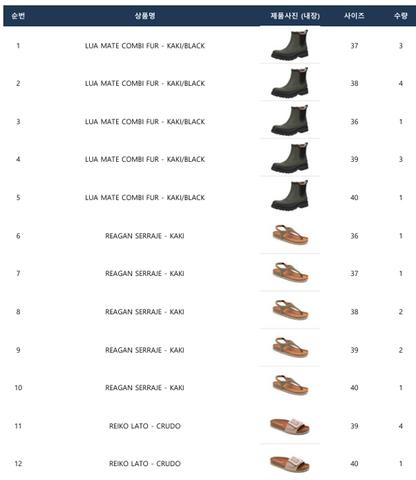 순번 상품명 제품사진 (내장) 사이즈 수량
1 LUA MATE COMBI FUR - KAKI/BLACK 37 3
2 LUA MATE COMBI FUR - KAKI/BLACK 38 4
3 LUA MATE COMBI FUR - KAKI/BLACK 36 1
4 LUA MATE COMBI FUR - KAKI/BLACK 39 3
5 LUA MATE COMBI FUR - KAKI/BLACK 40 1
6 REAGAN SERRAJE - KAKI 36 1
7 REAGAN SERRAJE - KAKI 37 1
8 REAGAN SERRAJE - KAKI 38 2
9 REAGAN SERRAJE - KAKI 39 2
10 REAGAN SERRAJE - KAKI 40 1
11 REIKO LATO - CRUDO 39 4
12 REIKO LATO - CRUDO 40 1